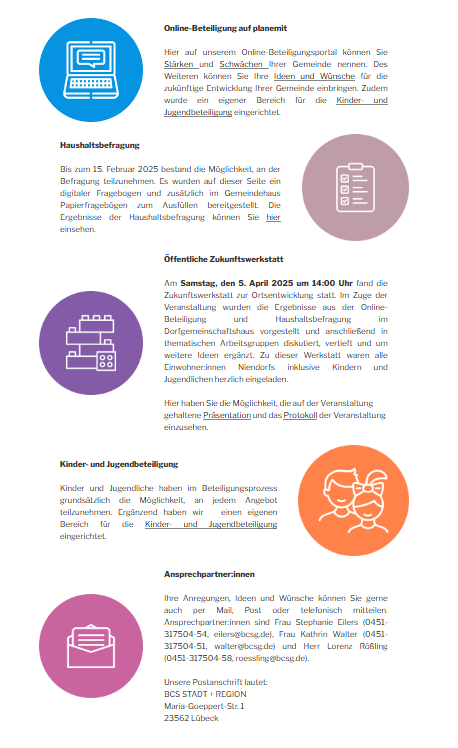 Online-Beteiligung auf planemit
Hier auf unserem Online-Beteiligungsportal können Sie
Stärken und Schwächen Ihrer Gemeinde nennen. Des
Weiteren können Sie Ihre Ideen und Wünsche für die
zukünftige Entwicklung Ihrer Gemeinde einbringen. Zudem
wurde ein eigener Bereich für die Kinder- und
Jugendbeteiligung eingerichtet.
Haushaltsbefragung
Bis zum 15. Februar 2025 bestand die Möglichkeit, an der
Befragung teilzunehmen. Es wurden auf dieser Seite ein
digitaler Fragebogen und zusätzlich im Gemeindehaus
Papierfragebögen zum Ausfüllen bereitgestellt. Die
Ergebnisse der Haushaltsbefragung können Sie hier
einsehen.
Öffentliche Zukunftswerkstatt
Am Samstag, den 5. April 2025 um 14:00 Uhr fand die
Zukunftswerkstatt zur Ortsentwicklung statt. Im Zuge der
Veranstaltung wurden die Ergebnisse aus der Online-
Beteiligung und Haushaltsbefragung im
Dorfgemeinschaftshaus vorgestellt und anschließend in
thematischen Arbeitsgruppen diskutiert, vertieft und um
weitere Ideen ergänzt. Zu dieser Werkstatt waren alle
Einwohner:innen Niendorfs inklusive Kindern und
Jugendlichen herzlich eingeladen.
Hier haben Sie die Möglichkeit, die auf der Veranstaltung
gehaltene Präsentation und das Protokoll der Veranstaltung
einzusehen.
Kinder- und Jugendbeteiligung
Kinder und Jugendliche haben im Beteiligungsprozess
grundsätzlich die Möglichkeit, an jedem Angebot
teilzunehmen. Ergänzend haben wir einen eigenen
Bereich für die Kinder- und Jugendbeteiligung
eingerichtet.
Ansprechpartner:innen
Ihre Anregungen, Ideen und Wünsche können Sie gerne
auch per Mail, Post oder telefonisch mitteilen.
Ansprechpartner:innen sind Frau Stephanie Eilers (0451-
317504-54, eilers@bcsg.de), Frau Kathrin Walter (0451-
317504-51, walter@bcsg.de) und Herr Lorenz Rößling
(0451-317504-58, roessling@bcsg.de).
Unsere Postanschrift lautet:
BCS STADT + REGION
Maria-Goeppert-Str. 1
23562 Lübeck